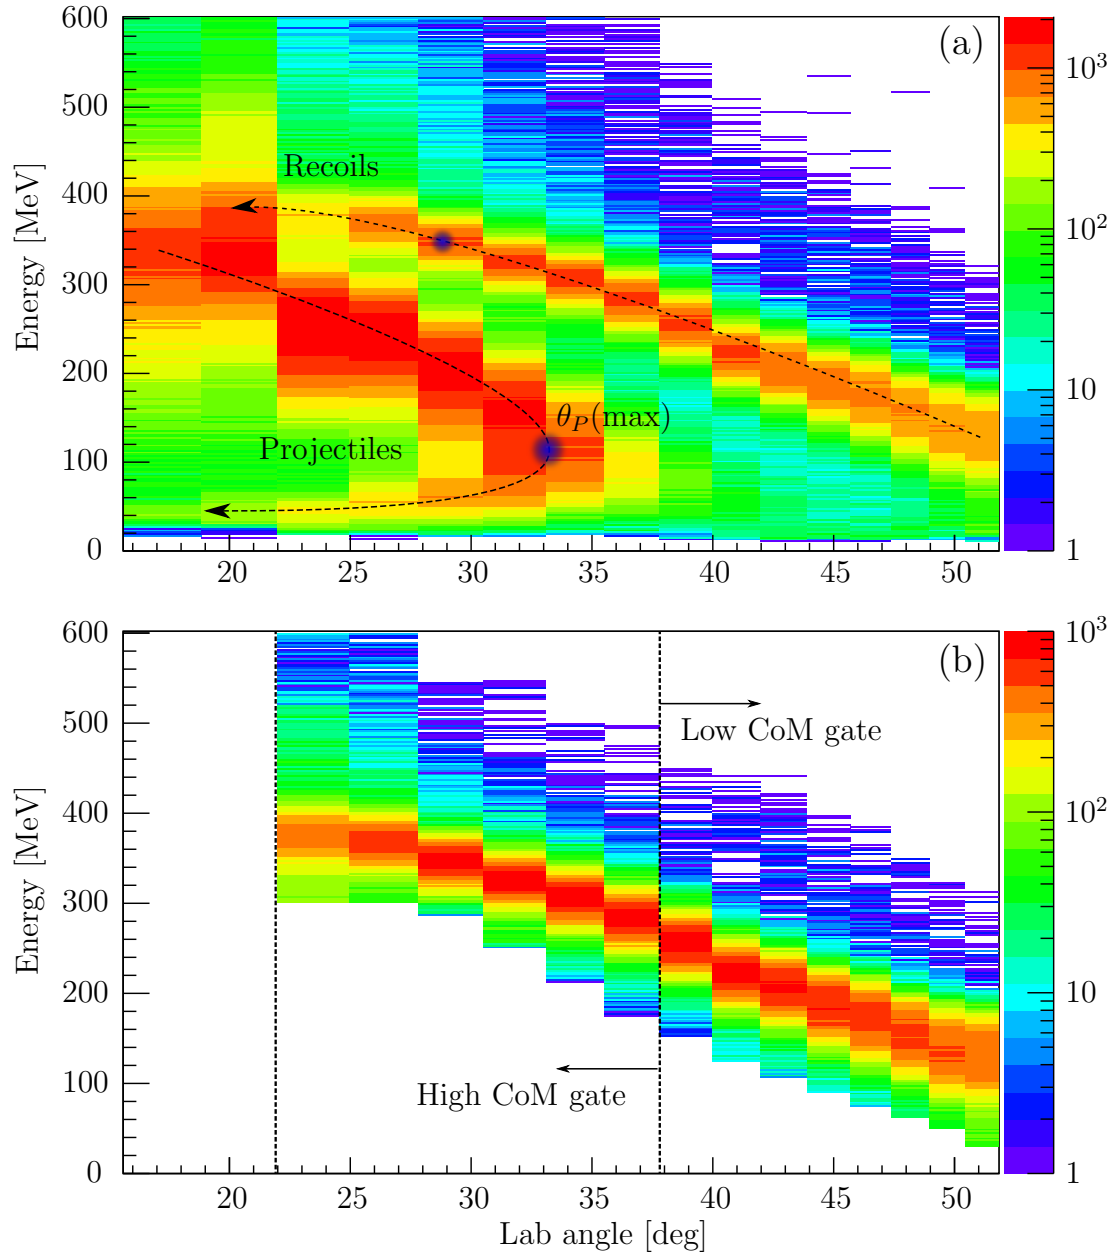 (a)
Energy [MeV]
600
500
400
300
200
100
0
Recoils
Projectiles
θ_P(max)
20 25 30 35 40 45 50
10³
10²
10
1
(b)
Energy [MeV]
600
500
400
300
200
100
0
Low CoM gate
High CoM gate
20 25 30 35 40 45 50
Lab angle [deg]
10³
10²
10
1